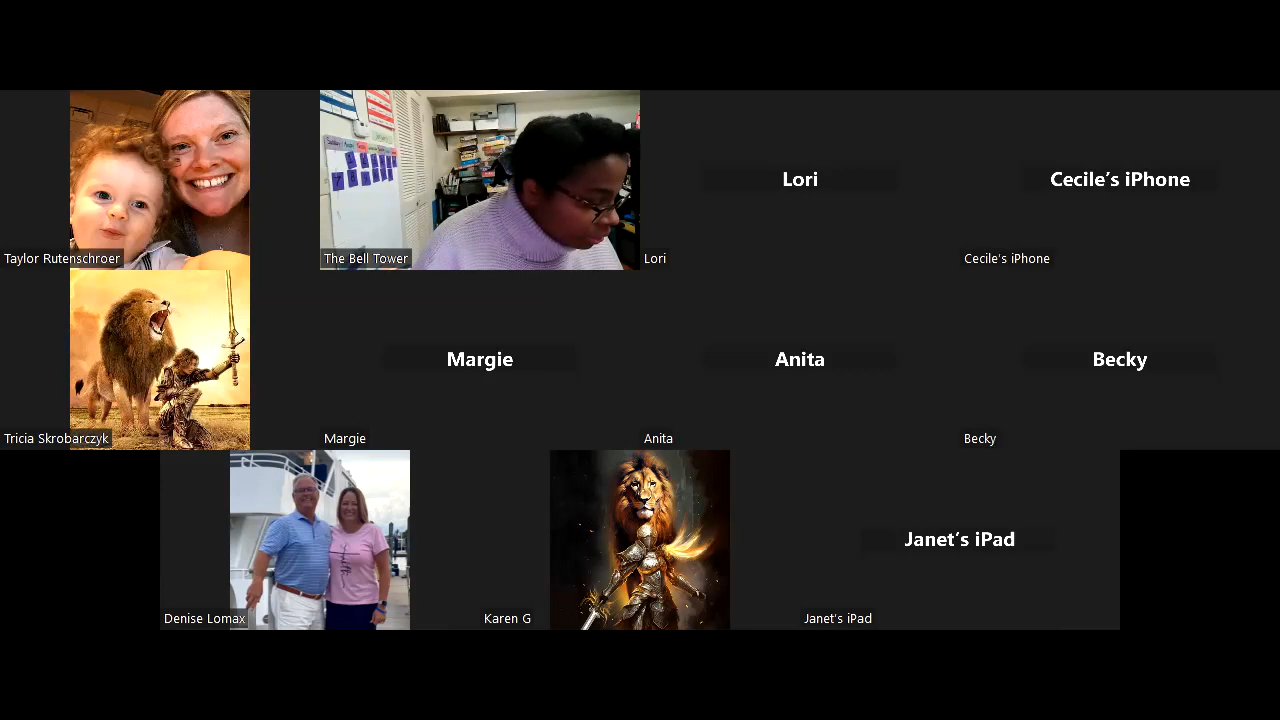 Lori
Cecile’s iPhone
Taylor Rutenschroer
The Bell Tower
Lori
Cecile's iPhone
Margie
Anita
Becky
Tricia Skrobarczyk
Margie
Anita
Becky
Janet’s iPad
Denise Lomax
Karen G
Janet's iPad